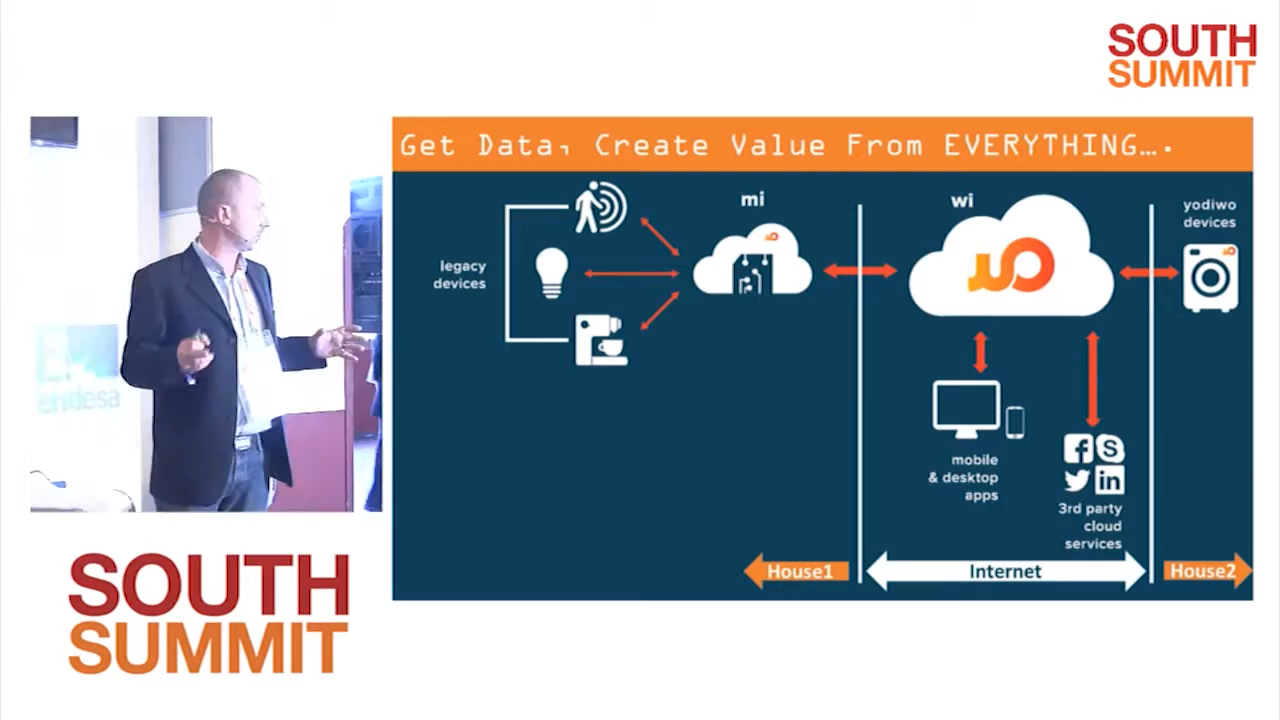 SOUTH
SUMMIT
Get Data, Create Value From EVERYTHING….
mi
wi
yodiwo
devices
legacy
devices
endesa
mobile
& desktop
apps
3rd party
cloud
services
House1
Internet
House2
SOUTH
SUMMIT